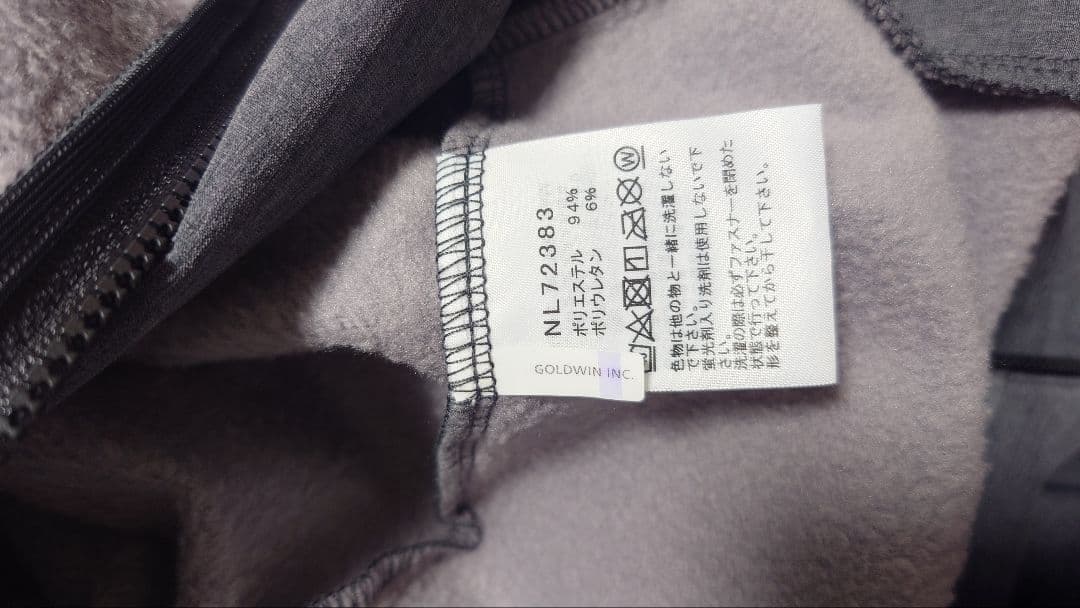 NL72383
ポリエステル 94%
ポリウレタン 6%
W
色物は他の物と一緒に洗濯しない
で下さい。
蛍光剤入り洗剤は使用しないで下
さい。
洗濯の際は必ずファスナーを閉めた
状態で行って下さい。
形を整えてから干して下さい。
GOLDWIN INC.